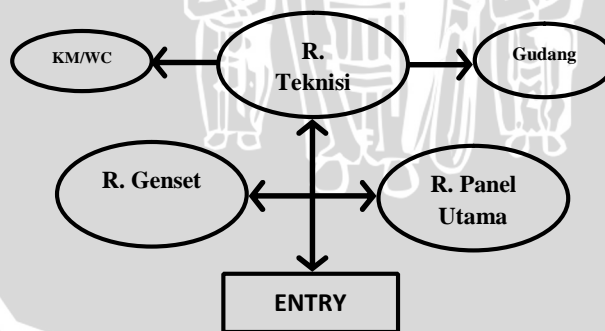 KM/WC
R.
Teknisi
Gudang
R. Genset
R. Panel
Utama
ENTRY